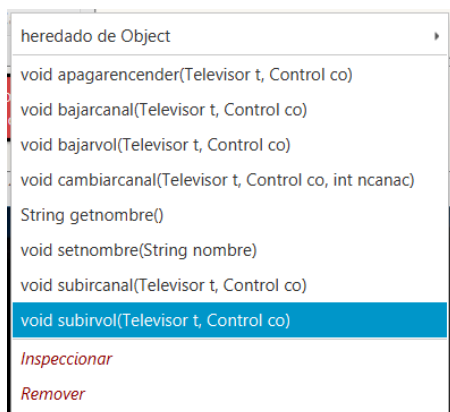 heredado de Object
void apagarencender(Televisor t, Control co)
void bajarcanal(Televisor t, Control co)
void bajarvol(Televisor t, Control co)
void cambiarcanal(Televisor t, Control co, int ncanac)
String getnombre()
void setnombre(String nombre)
void subircanal(Televisor t, Control co)
void subirvol(Televisor t, Control co)
Inspeccionar
Remover